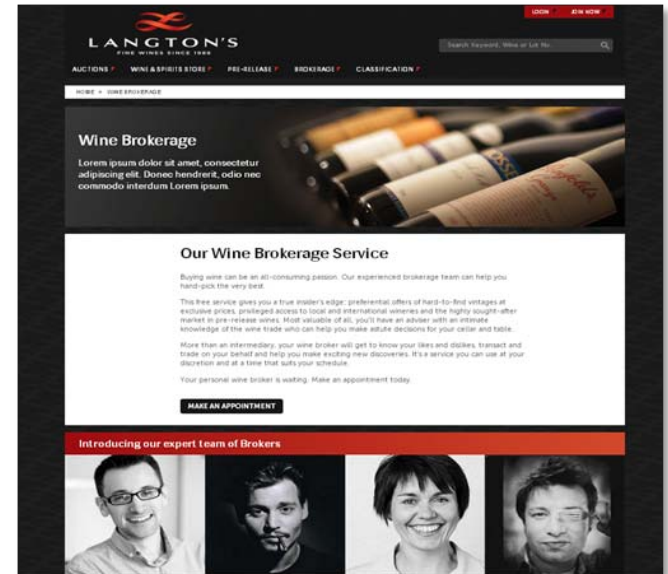 LOGIN JOIN NOW
LANGTON'S
FINE WINES SINCE 1988
Search Keyword, Wine or Lot No.
AUCTIONS WINE & SPIRITS STORE PRE-RELEASE BROKERAGE CLASSIFICATION
HOME > WINE BROKERAGE
Wine Brokerage
Lorem ipsum dolor sit amet, consectetur
adipiscing elit. Donec hendrerit, odio nec
commodo interdum Lorem ipsum.
Penfolds
Our Wine Brokerage Service
Buying wine can be an all-consuming passion. Our experienced brokerage team can help you
hand-pick the very best.
This free service gives you a true insider's edge: preferential offers of hard-to-find vintages at
exclusive prices, privileged access to local and international wineries and the highly sought-after
market in pre-release wines. Most valuable of all, you'll have an adviser with an intimate
knowledge of the wine trade who can help you make astute decisions for your cellar and table.
More than an intermediary, your wine broker will get to know your likes and dislikes, transact and
trade on your behalf and help you make exciting new discoveries. It's a service you can use at your
discretion and at a time that suits your schedule.
Your personal wine broker is waiting. Make an appointment today.
MAKE AN APPOINTMENT
Introducing our expert team of Brokers